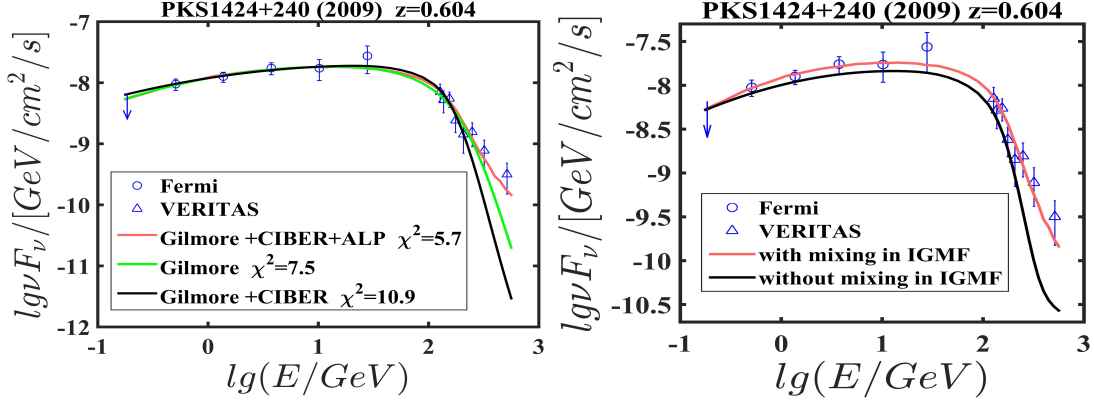 PKS1424+240 (2009) z=0.604
-7
-8
-9
-10
-11
-12
-1
0
1
2
3
lgνFν/[GeV/cm²/s]
lg(E/GeV)
Fermi
VERITAS
Gilmore +CIBER+ALP χ²=5.7
Gilmore χ²=7.5
Gilmore +CIBER χ²=10.9
PKS1424+240 (2009) z=0.604
-7.5
-8
-8.5
-9
-9.5
-10
-10.5
-1
0
1
2
3
lgνFν/[GeV/cm²/s]
lg(E/GeV)
Fermi
VERITAS
with mixing in IGMF
without mixing in IGMF